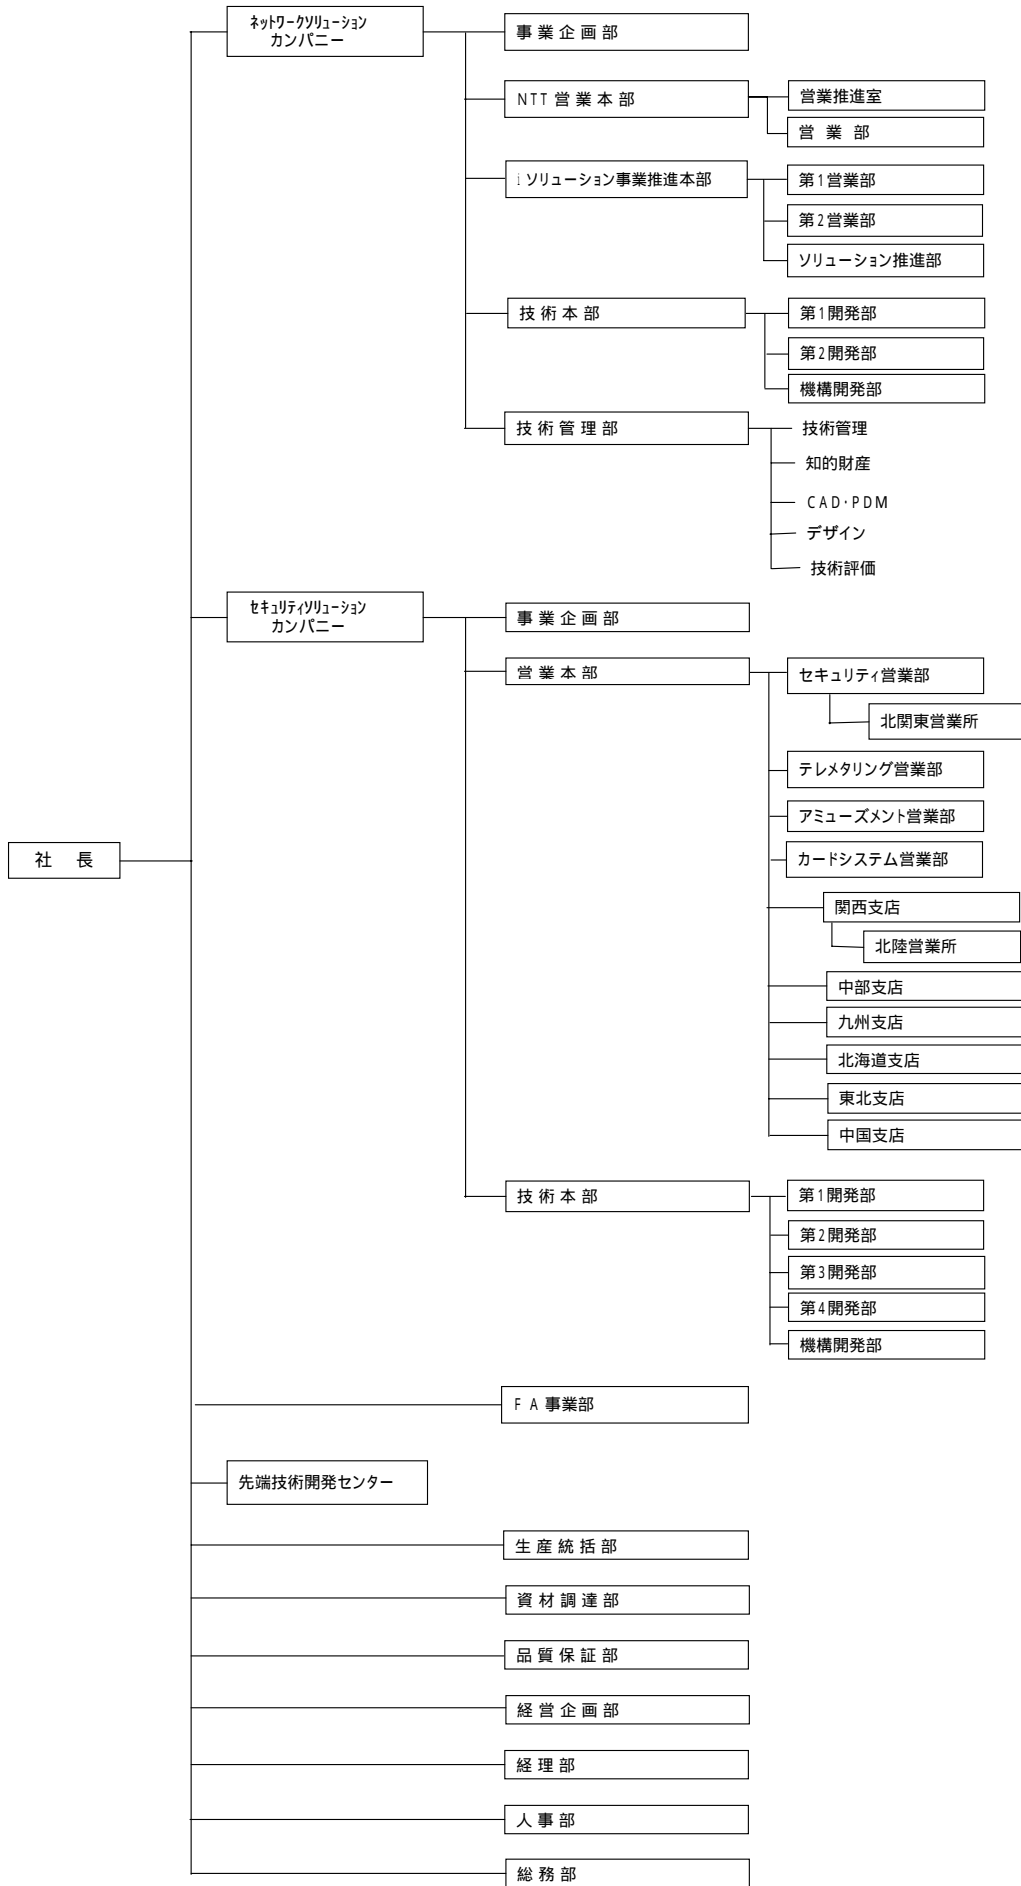 ネットワークソリューション
カンパニー
事業企画部
NTT営業本部
営業推進室
営業部
iソリューション事業推進本部
第1営業部
第2営業部
ソリューション推進部
技術本部
第1開発部
第2開発部
機構開発部
技術管理部
技術管理
知的財産
CAD・PDM
デザイン
技術評価
セキュリティソリューション
カンパニー
事業企画部
営業本部
セキュリティ営業部
北関東営業所
テレメタリング営業部
アミューズメント営業部
カードシステム営業部
関西支店
北陸営業所
中部支店
九州支店
北海道支店
東北支店
中国支店
技術本部
第1開発部
第2開発部
第3開発部
第4開発部
機構開発部
社 長
FA事業部
先端技術開発センター
生産統括部
資材調達部
品質保証部
経営企画部
経理部
人事部
総務部